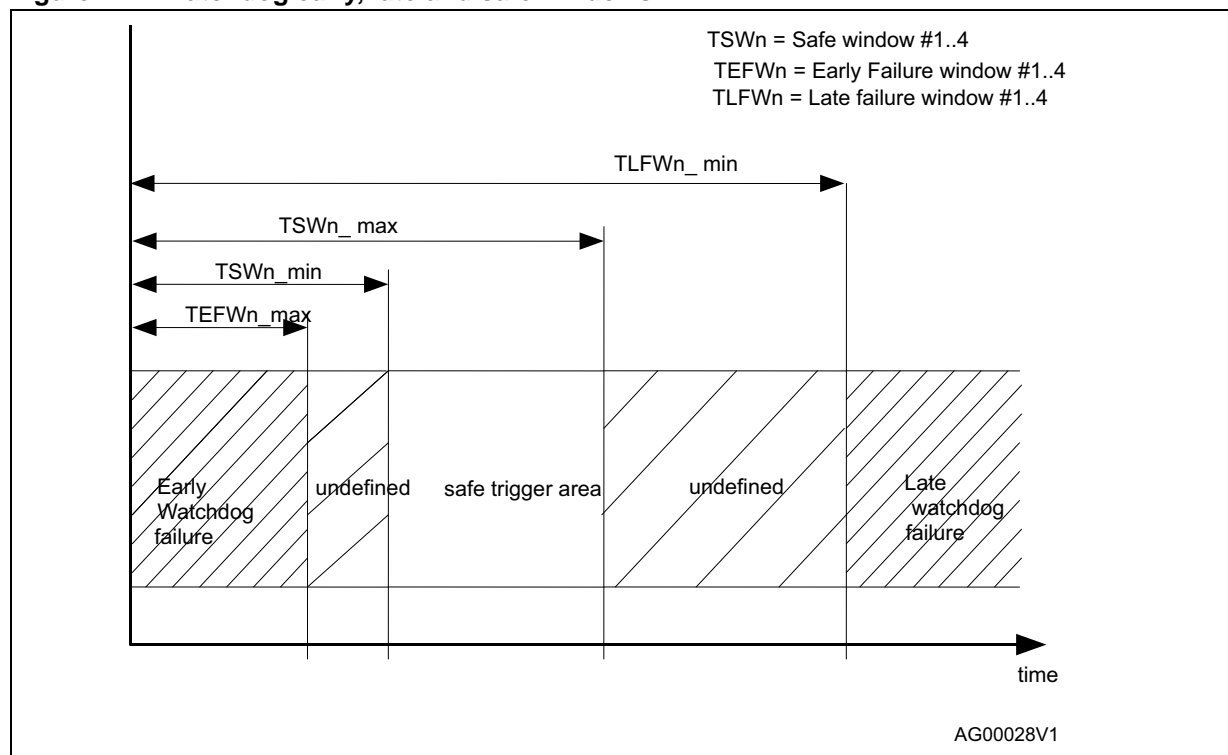 TSWn = Safe window #1..4
TEFWn = Early Failure window #1..4
TLFWn = Late failure window #1..4
TLFWn_ min
TSWn_ max
TSWn_min
TEFWn_max
Early
Watchdog
failure
undefined
safe trigger area
undefined
Late
watchdog
failure
time
AG00028V1